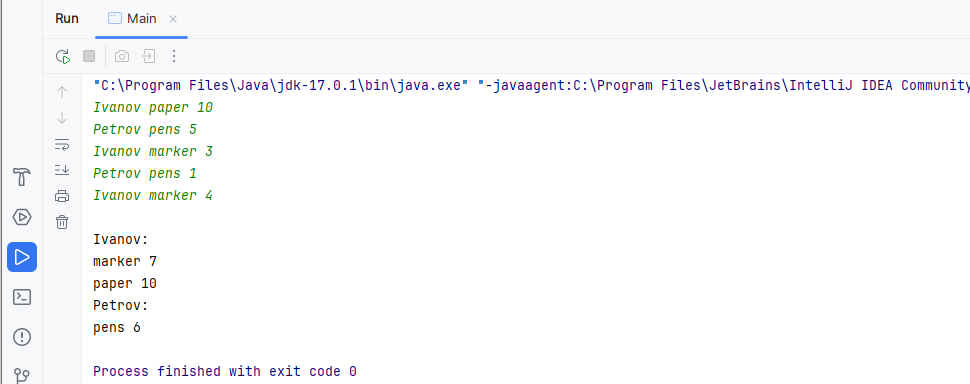 Run Main
"C:\Program Files\Java\jdk-17.0.1\bin\java.exe" "-javaagent:C:\Program Files\JetBrains\IntelliJ IDEA Community
Ivanov paper 10
Petrov pens 5
Ivanov marker 3
Petrov pens 1
Ivanov marker 4
Ivanov:
marker 7
paper 10
Petrov:
pens 6
Process finished with exit code 0